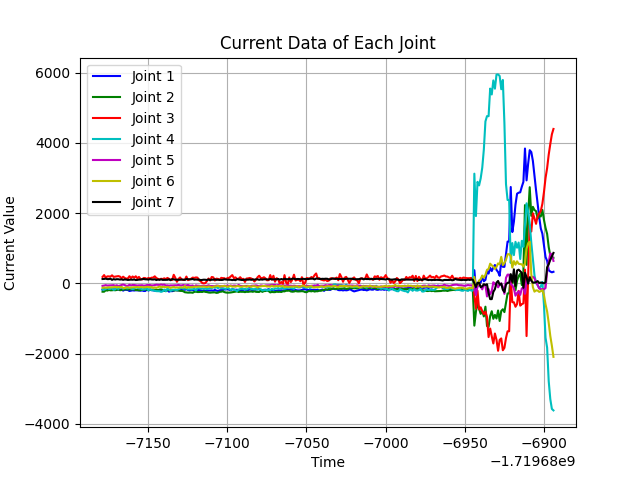 Current Data of Each Joint
Current Value
6000
4000
2000
0
−2000
−4000
Joint 1
Joint 2
Joint 3
Joint 4
Joint 5
Joint 6
Joint 7
−7150 −7100 −7050 −7000 −6950 −6900
Time
−1.71968e9